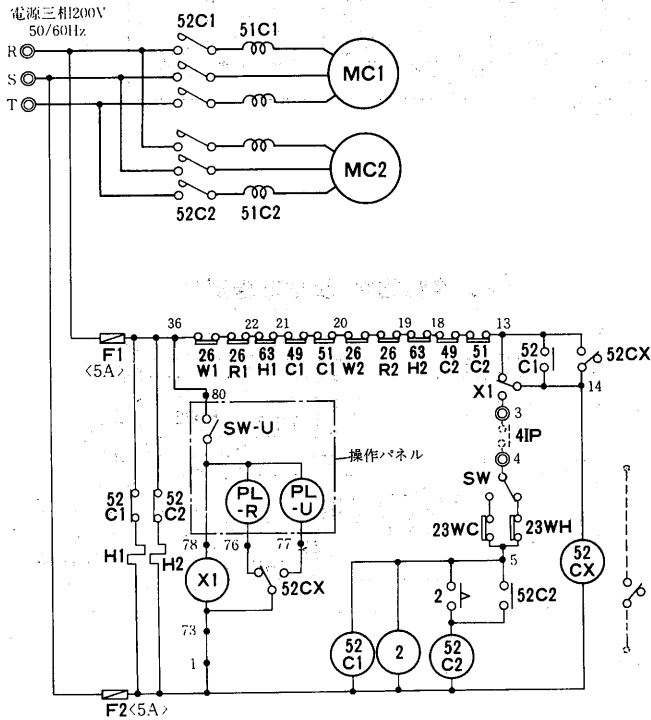 電源三相200V
50/60Hz
R
S
T
52C1
51C1
MC1
MC2
52C2
51C2
F1
〈5A〉
36
22
21
20
19
18
13
26
W1
26
R1
63
H1
49
C1
51
C1
26
W2
26
R2
63
H2
49
C2
51
C2
52
C1
52CX
14
X1
3
4IP
4
80
SW-U
操作パネル
PL
-R
PL
-U
SW
23WC
23WH
5
52
C1
52
C2
H1
H2
78
76
77
X1
52CX
73
1
2
52C2
52
CX
52
C1
2
52
C2
F2〈5A〉